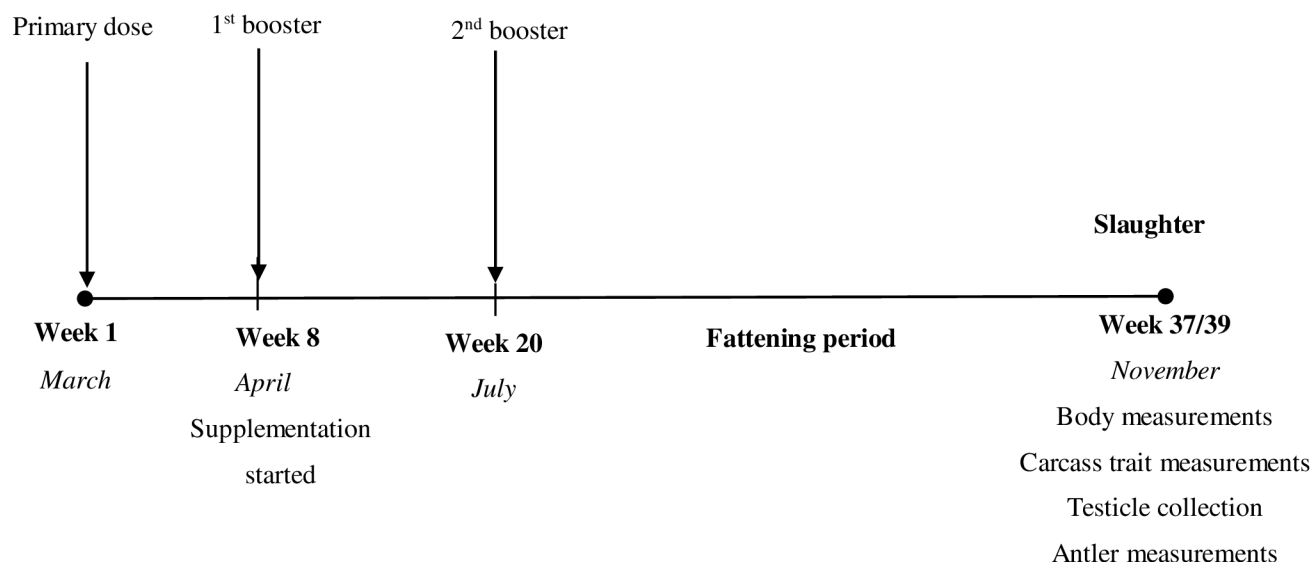 Primary dose
1st booster
2nd booster
Slaughter
Week 1
March
Week 8
April
Supplementation
started
Week 20
July
Fattening period
Week 37/39
November
Body measurements
Carcass trait measurements
Testicle collection
Antler measurements